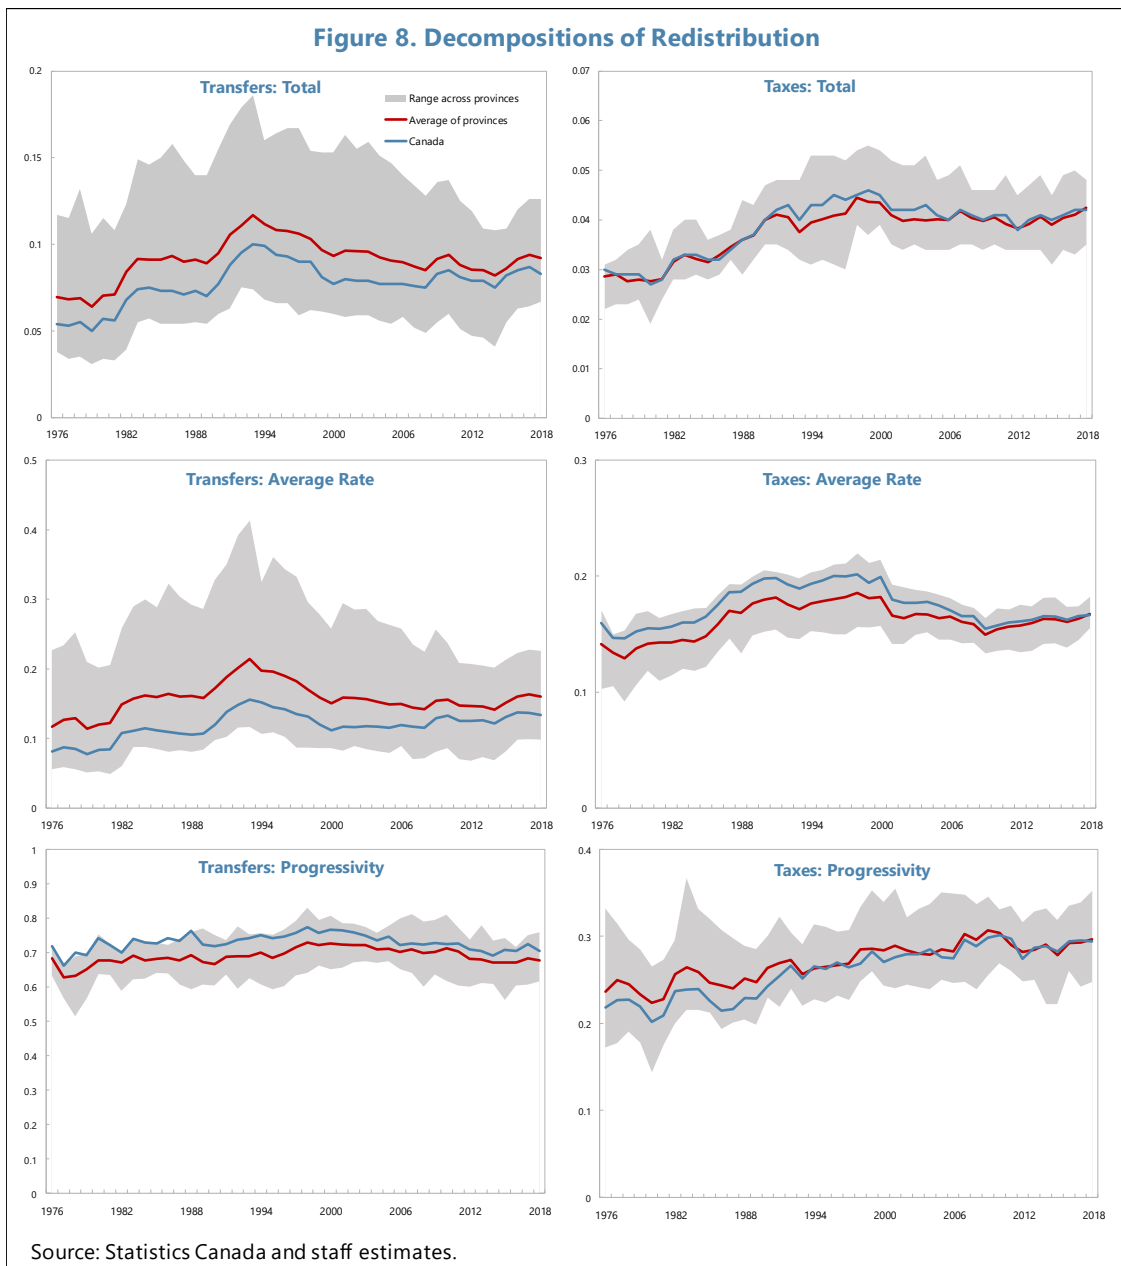 Figure 8. Decompositions of Redistribution
Transfers: Total
Range across provinces
Average of provinces
Canada
0.2
0.15
0.1
0.05
0
1976 1982 1988 1994 2000 2006 2012 2018
Taxes: Total
0.07
0.06
0.05
0.04
0.03
0.02
0.01
0
1976 1982 1988 1994 2000 2006 2012 2018
Transfers: Average Rate
0.5
0.4
0.3
0.2
0.1
0
1976 1982 1988 1994 2000 2006 2012 2018
Taxes: Average Rate
0.3
0.2
0.1
0
1976 1982 1988 1994 2000 2006 2012 2018
Transfers: Progressivity
1
0.9
0.8
0.7
0.6
0.5
0.4
0.3
0.2
0.1
0
1976 1982 1988 1994 2000 2006 2012 2018
Taxes: Progressivity
0.4
0.3
0.2
0.1
0
1976 1982 1988 1994 2000 2006 2012 2018
Source: Statistics Canada and staff estimates.